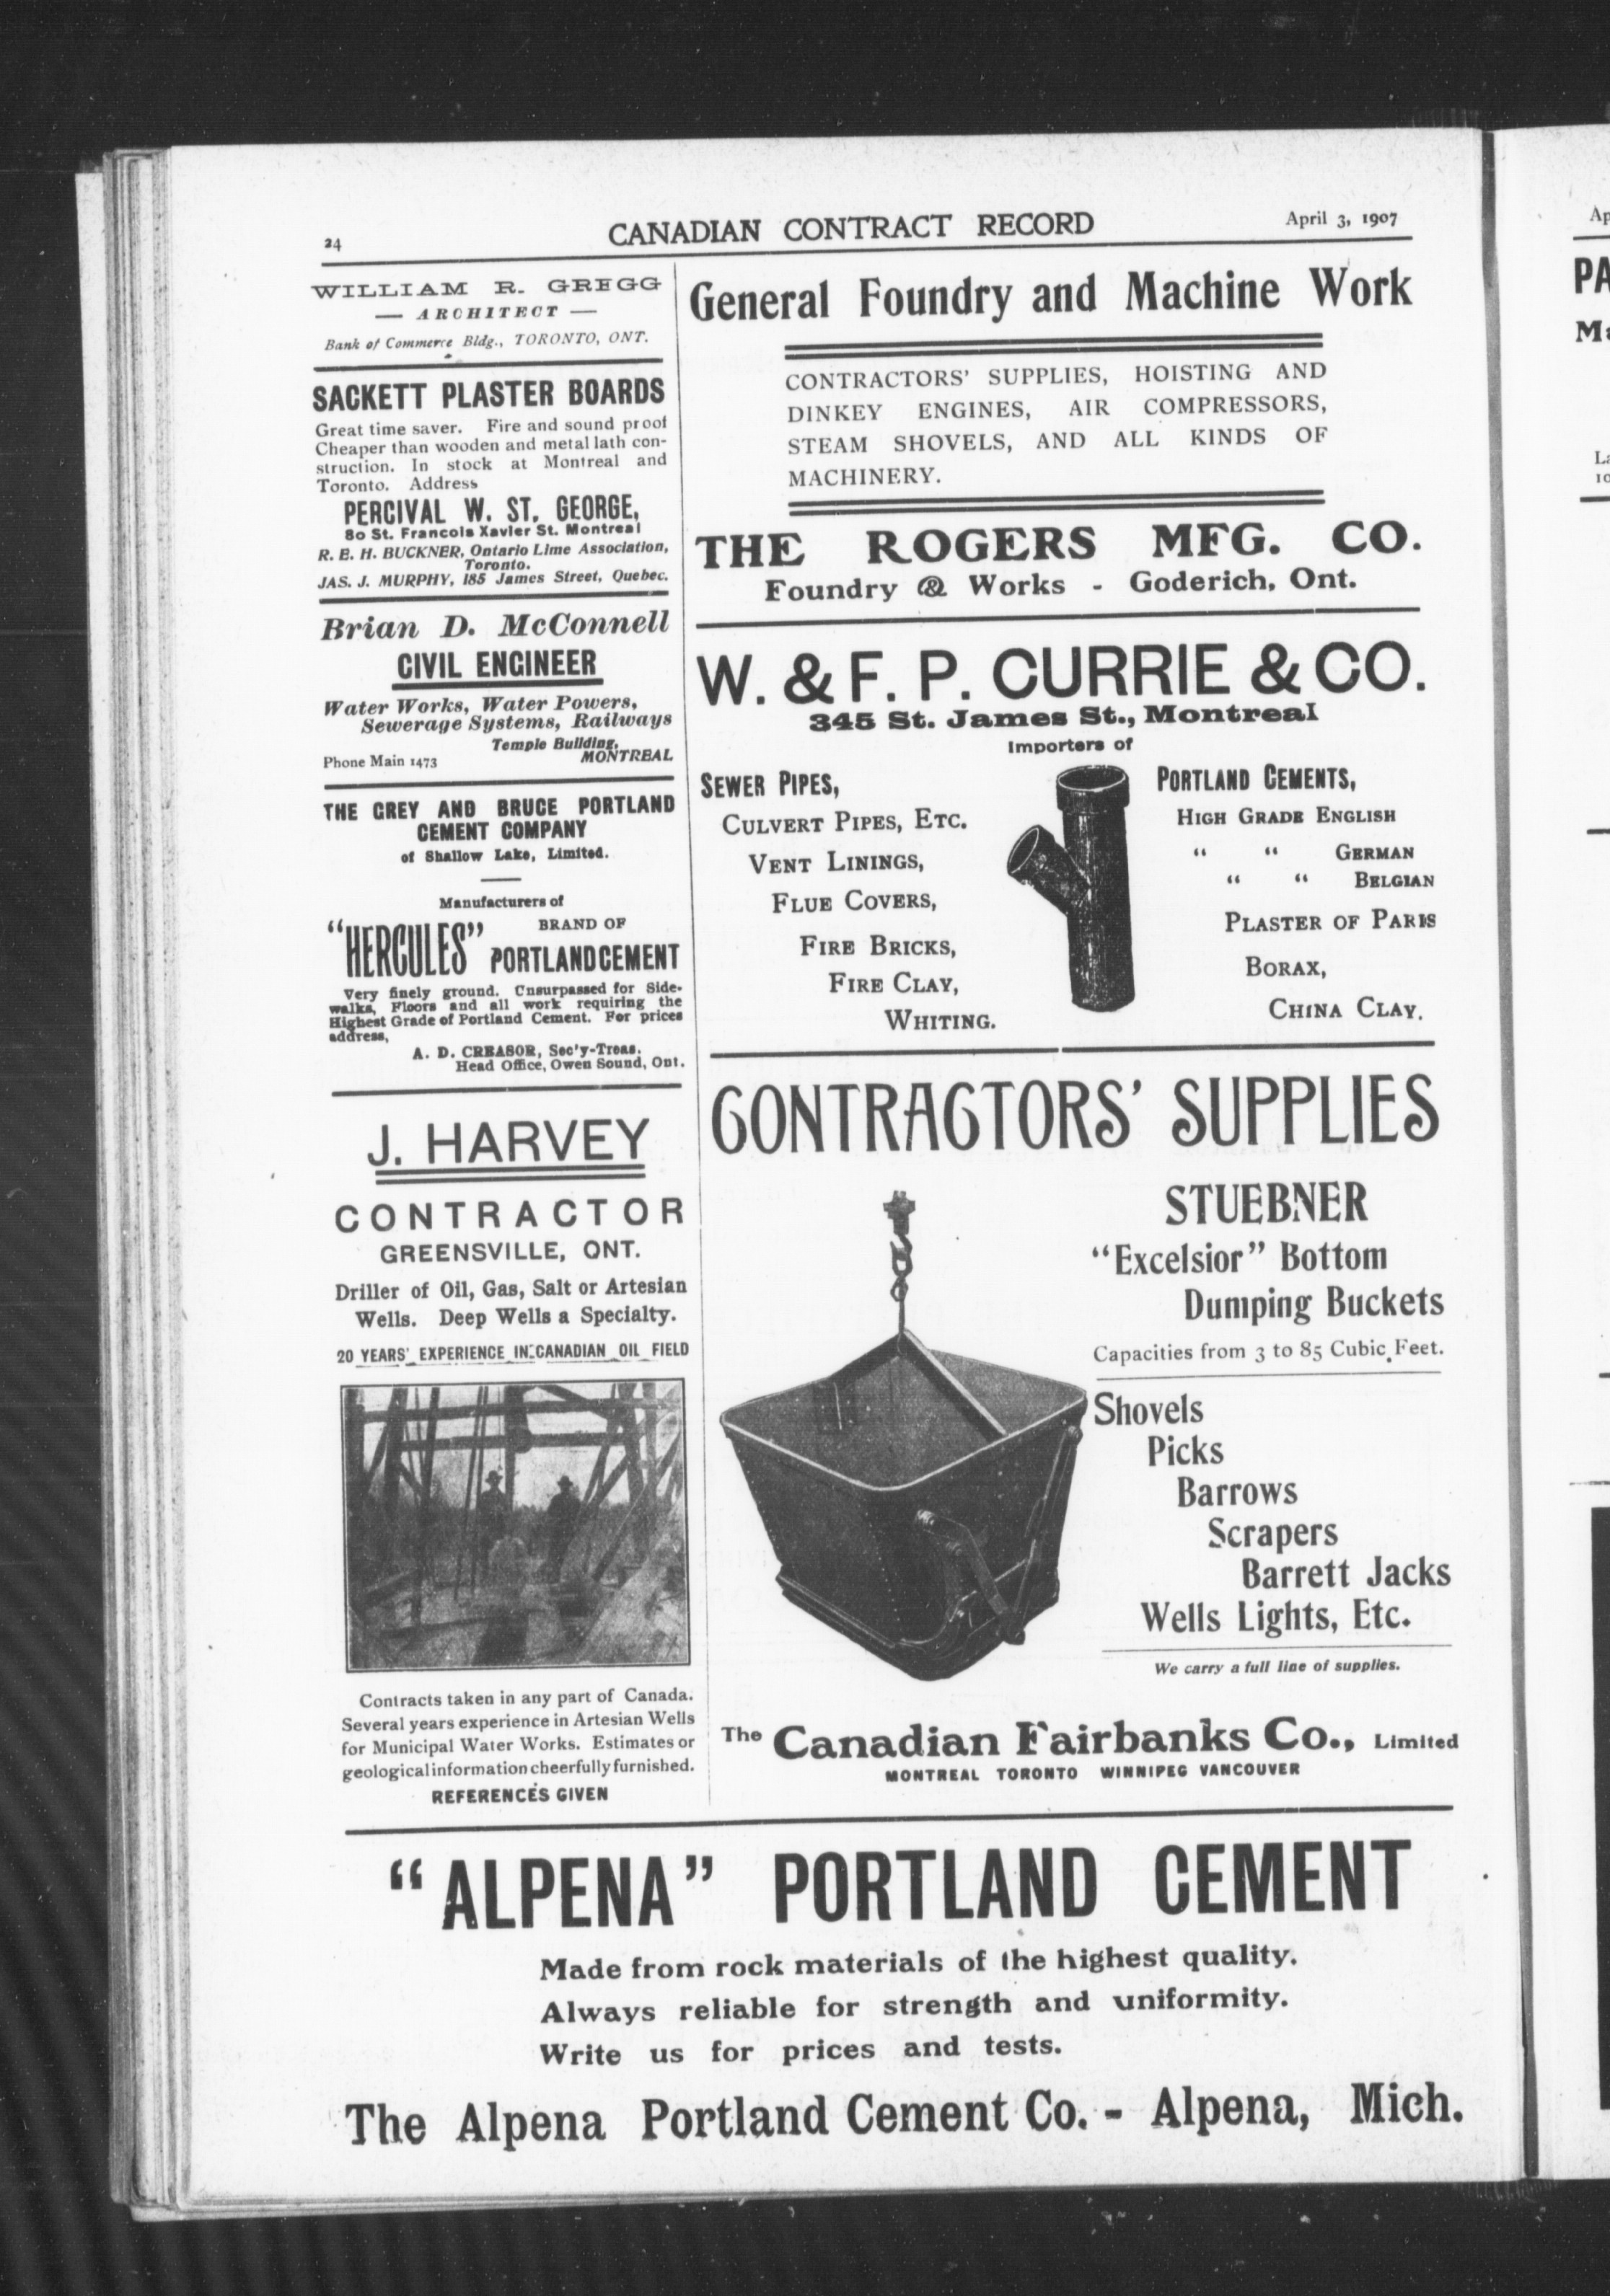 24
CANADIAN CONTRACT RECORD
April 3, 1907
WILLIAM R. GREGG
— ARCHITECT —
Bank of Commerce Bldg., TORONTO, ONT.
SACKETT PLASTER BOARDS
Great time saver. Fire and sound proof
Cheaper than wooden and metal lath con-
struction. In stock at Montreal and
Toronto. Address
PERCIVAL W. ST. GEORGE,
80 St. Francois Xavier St. Montreal
R. E. H. BUCKNER, Ontario Lime Association,
Toronto.
JAS. J. MURPHY, 185 James Street, Quebec.
Brian D. McConnell
CIVIL ENGINEER
Water Works, Water Powers,
Sewerage Systems, Railways
Temple Building,
Phone Main 1473 MONTREAL
THE GREY AND BRUCE PORTLAND
CEMENT COMPANY
of Shallow Lake, Limited.
Manufacturers of
"HERCULES" BRAND OF
PORTLAND CEMENT
Very finely ground. Unsurpassed for Side-
walks, Floors and all work requiring the
Highest Grade of Portland Cement. For prices
address,
A. D. CREASOR, Sec'y-Treas.
Head Office, Owen Sound, Ont.
J. HARVEY
CONTRACTOR
GREENSVILLE, ONT.
Driller of Oil, Gas, Salt or Artesian
Wells. Deep Wells a Specialty.
20 YEARS' EXPERIENCE IN CANADIAN OIL FIELD
Contracts taken in any part of Canada.
Several years experience in Artesian Wells
for Municipal Water Works. Estimates or
geological information cheerfully furnished.
REFERENCES GIVEN
General Foundry and Machine Work
CONTRACTORS' SUPPLIES, HOISTING AND
DINKEY ENGINES, AIR COMPRESSORS,
STEAM SHOVELS, AND ALL KINDS OF
MACHINERY.
THE ROGERS MFG. CO.
Foundry & Works - Goderich, Ont.
W. & F. P. CURRIE & CO.
345 St. James St., Montreal
Importers of
SEWER PIPES,
CULVERT PIPES, ETC.
VENT LININGS,
FLUE COVERS,
FIRE BRICKS,
FIRE CLAY,
WHITING.
PORTLAND CEMENTS,
HIGH GRADE ENGLISH
" " GERMAN
" " BELGIAN
PLASTER OF PARIS
BORAX,
CHINA CLAY.
CONTRACTORS' SUPPLIES
STUEBNER
"Excelsior" Bottom
Dumping Buckets
Capacities from 3 to 85 Cubic Feet.
Shovels
Picks
Barrows
Scrapers
Barrett Jacks
Wells Lights, Etc.
We carry a full line of supplies.
The Canadian Fairbanks Co., Limited
MONTREAL TORONTO WINNIPEG VANCOUVER
"ALPENA" PORTLAND CEMENT
Made from rock materials of the highest quality.
Always reliable for strength and uniformity.
Write us for prices and tests.
The Alpena Portland Cement Co. - Alpena, Mich.
Ap
PA
La
10